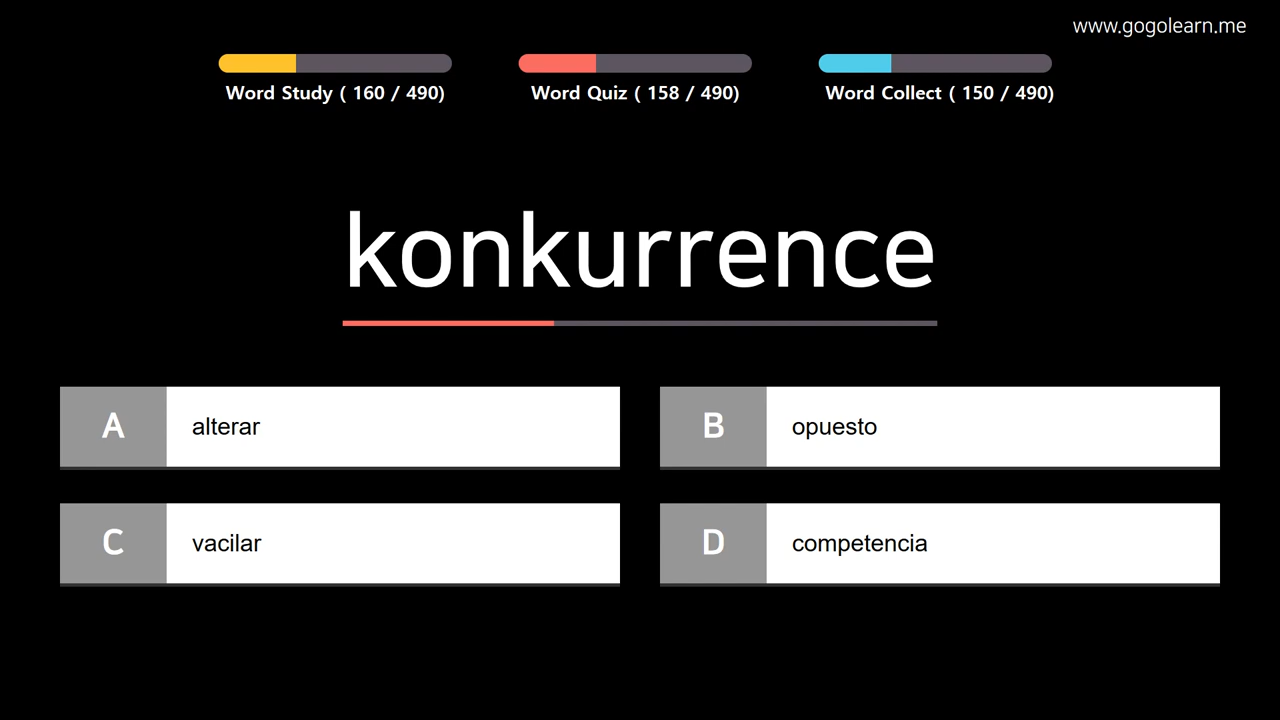 www.gogolearn.me
Word Study ( 160 / 490)
Word Quiz ( 158 / 490)
Word Collect ( 150 / 490)
konkurrence
A alterar
B opuesto
C vacilar
D competencia